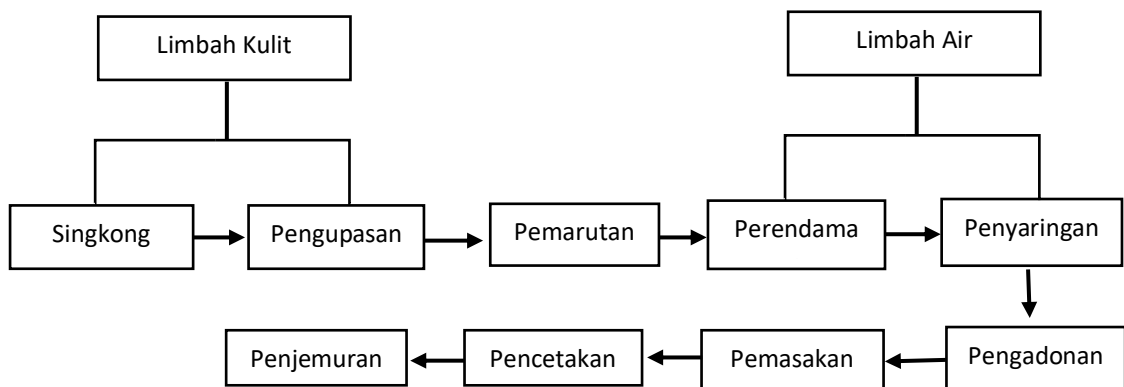 Limbah Kulit
Limbah Air
Singkong
Pengupasan
Pemarutan
Perendama
Penyaringan
Penjemuran
Pencetakan
Pemasakan
Pengadonan